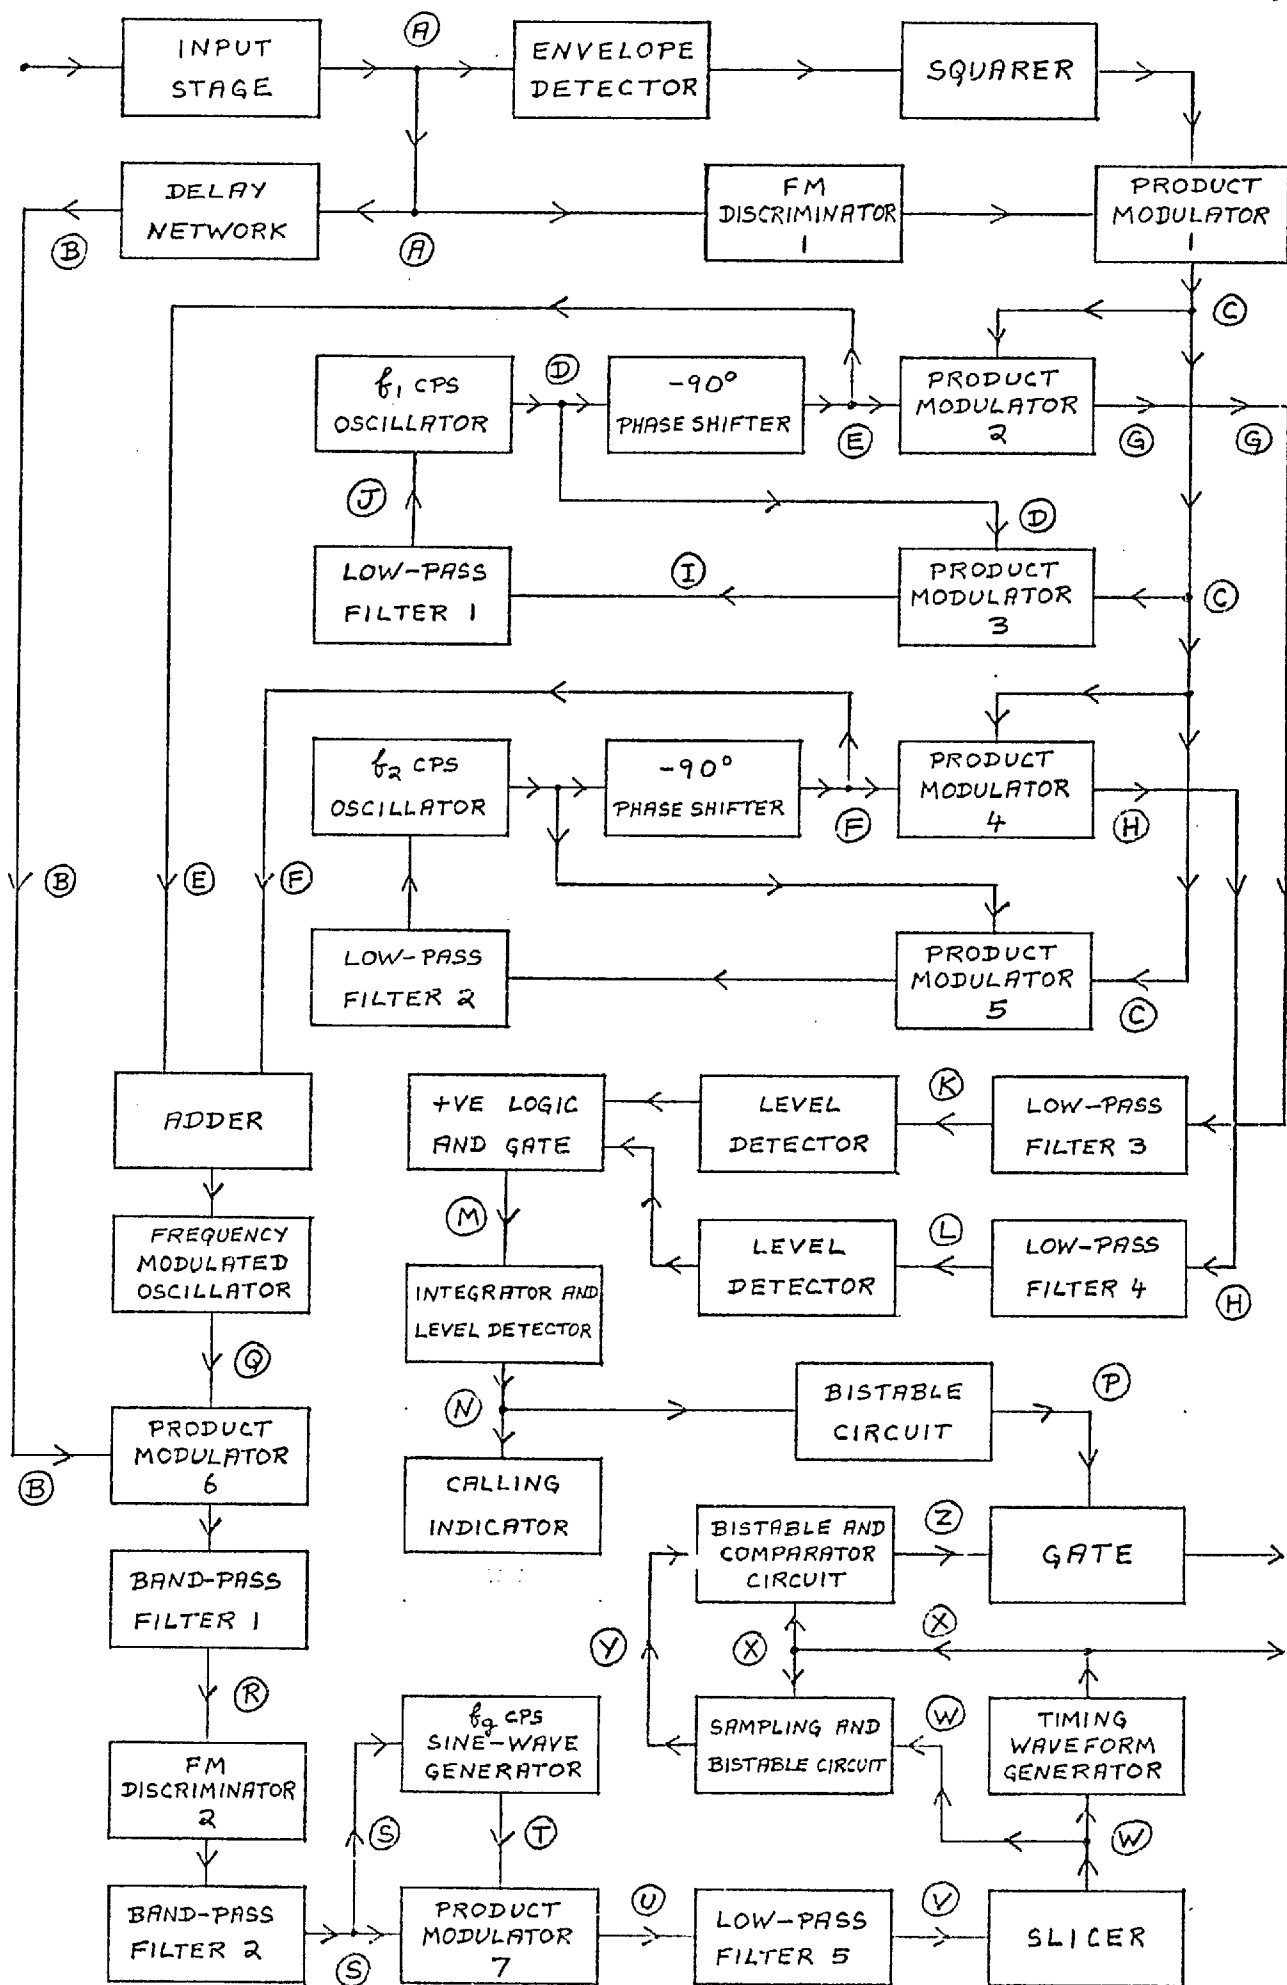 INPUT
STAGE
A
ENVELOPE
DETECTOR
SQUARER
DELAY
NETWORK
B
A
FM
DISCRIMINATOR
1
PRODUCT
MODULATOR
1
C
f1 CPS
OSCILLATOR
D
-90°
PHASE SHIFTER
E
PRODUCT
MODULATOR
2
G
G
J
D
LOW-PASS
FILTER 1
I
PRODUCT
MODULATOR
3
C
f2 CPS
OSCILLATOR
-90°
PHASE SHIFTER
F
PRODUCT
MODULATOR
4
H
B
E
F
LOW-PASS
FILTER 2
PRODUCT
MODULATOR
5
C
ADDER
+VE LOGIC
AND GATE
LEVEL
DETECTOR
K
LOW-PASS
FILTER 3
M
FREQUENCY
MODULATED
OSCILLATOR
LEVEL
DETECTOR
L
LOW-PASS
FILTER 4
H
INTEGRATOR AND
LEVEL DETECTOR
Q
N
BISTABLE
CIRCUIT
P
PRODUCT
MODULATOR
6
B
CALLING
INDICATOR
BISTABLE AND
COMPARATOR
CIRCUIT
Z
GATE
BAND-PASS
FILTER 1
Y
X
X
R
fg CPS
SINE-WAVE
GENERATOR
SAMPLING AND
BISTABLE CIRCUIT
W
TIMING
WAVEFORM
GENERATOR
FM
DISCRIMINATOR
2
S
T
W
BAND-PASS
FILTER 2
S
PRODUCT
MODULATOR
7
U
LOW-PASS
FILTER 5
V
SLICER